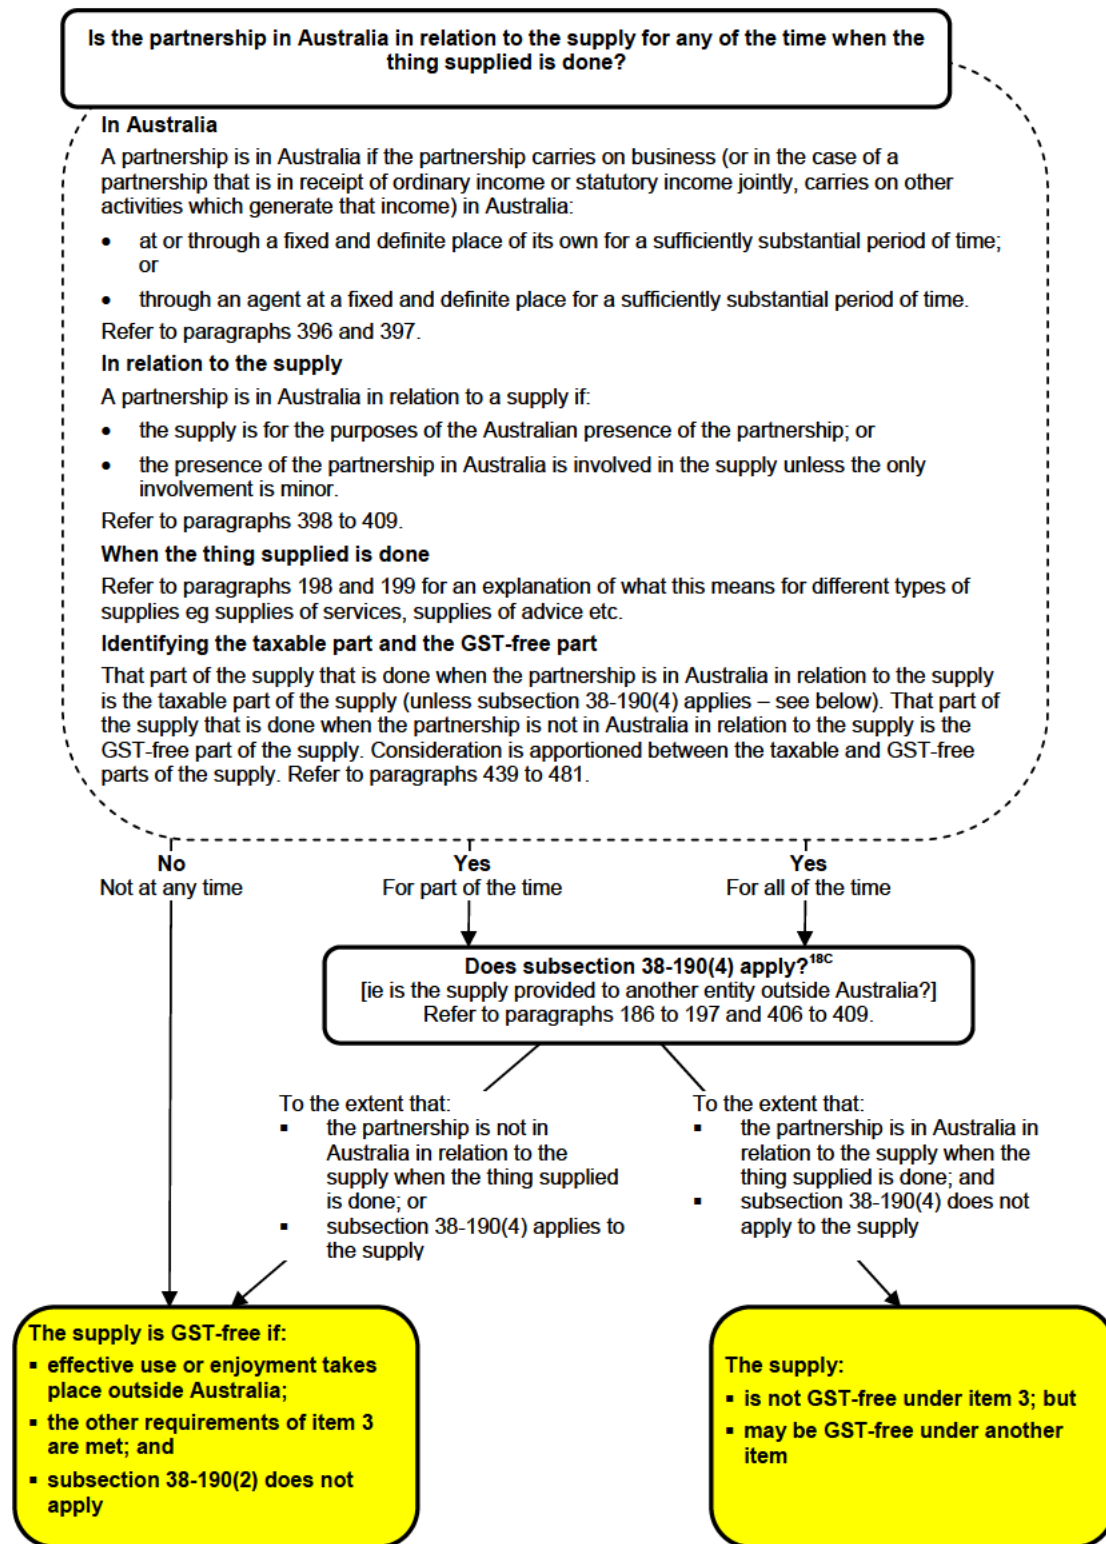 Is the partnership in Australia in relation to the supply for any of the time when the
thing supplied is done?
In Australia
A partnership is in Australia if the partnership carries on business (or in the case of a
partnership that is in receipt of ordinary income or statutory income jointly, carries on other
activities which generate that income) in Australia:
• at or through a fixed and definite place of its own for a sufficiently substantial period of time;
or
• through an agent at a fixed and definite place for a sufficiently substantial period of time.
Refer to paragraphs 396 and 397.
In relation to the supply
A partnership is in Australia in relation to a supply if:
• the supply is for the purposes of the Australian presence of the partnership; or
• the presence of the partnership in Australia is involved in the supply unless the only
involvement is minor.
Refer to paragraphs 398 to 409.
When the thing supplied is done
Refer to paragraphs 198 and 199 for an explanation of what this means for different types of
supplies eg supplies of services, supplies of advice etc.
Identifying the taxable part and the GST-free part
That part of the supply that is done when the partnership is in Australia in relation to the supply
is the taxable part of the supply (unless subsection 38-190(4) applies – see below). That part of
the supply that is done when the partnership is not in Australia in relation to the supply is the
GST-free part of the supply. Consideration is apportioned between the taxable and GST-free
parts of the supply. Refer to paragraphs 439 to 481.
No
Not at any time
Yes
For part of the time
Yes
For all of the time
Does subsection 38-190(4) apply?18C
[ie is the supply provided to another entity outside Australia?]
Refer to paragraphs 186 to 197 and 406 to 409.
To the extent that:
▪ the partnership is not in
Australia in relation to the
supply when the thing supplied
is done; or
▪ subsection 38-190(4) applies to
the supply
To the extent that:
▪ the partnership is in Australia in
relation to the supply when the
thing supplied is done; and
▪ subsection 38-190(4) does not
apply to the supply
The supply is GST-free if:
▪ effective use or enjoyment takes
place outside Australia;
▪ the other requirements of item 3
are met; and
▪ subsection 38-190(2) does not
apply
The supply:
▪ is not GST-free under item 3; but
▪ may be GST-free under another
item